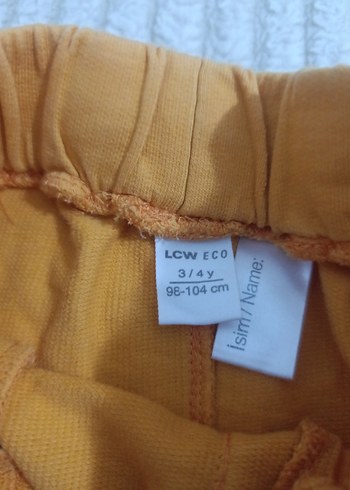 LCW ECO
3/4 y
98-104 cm
sim / Name: